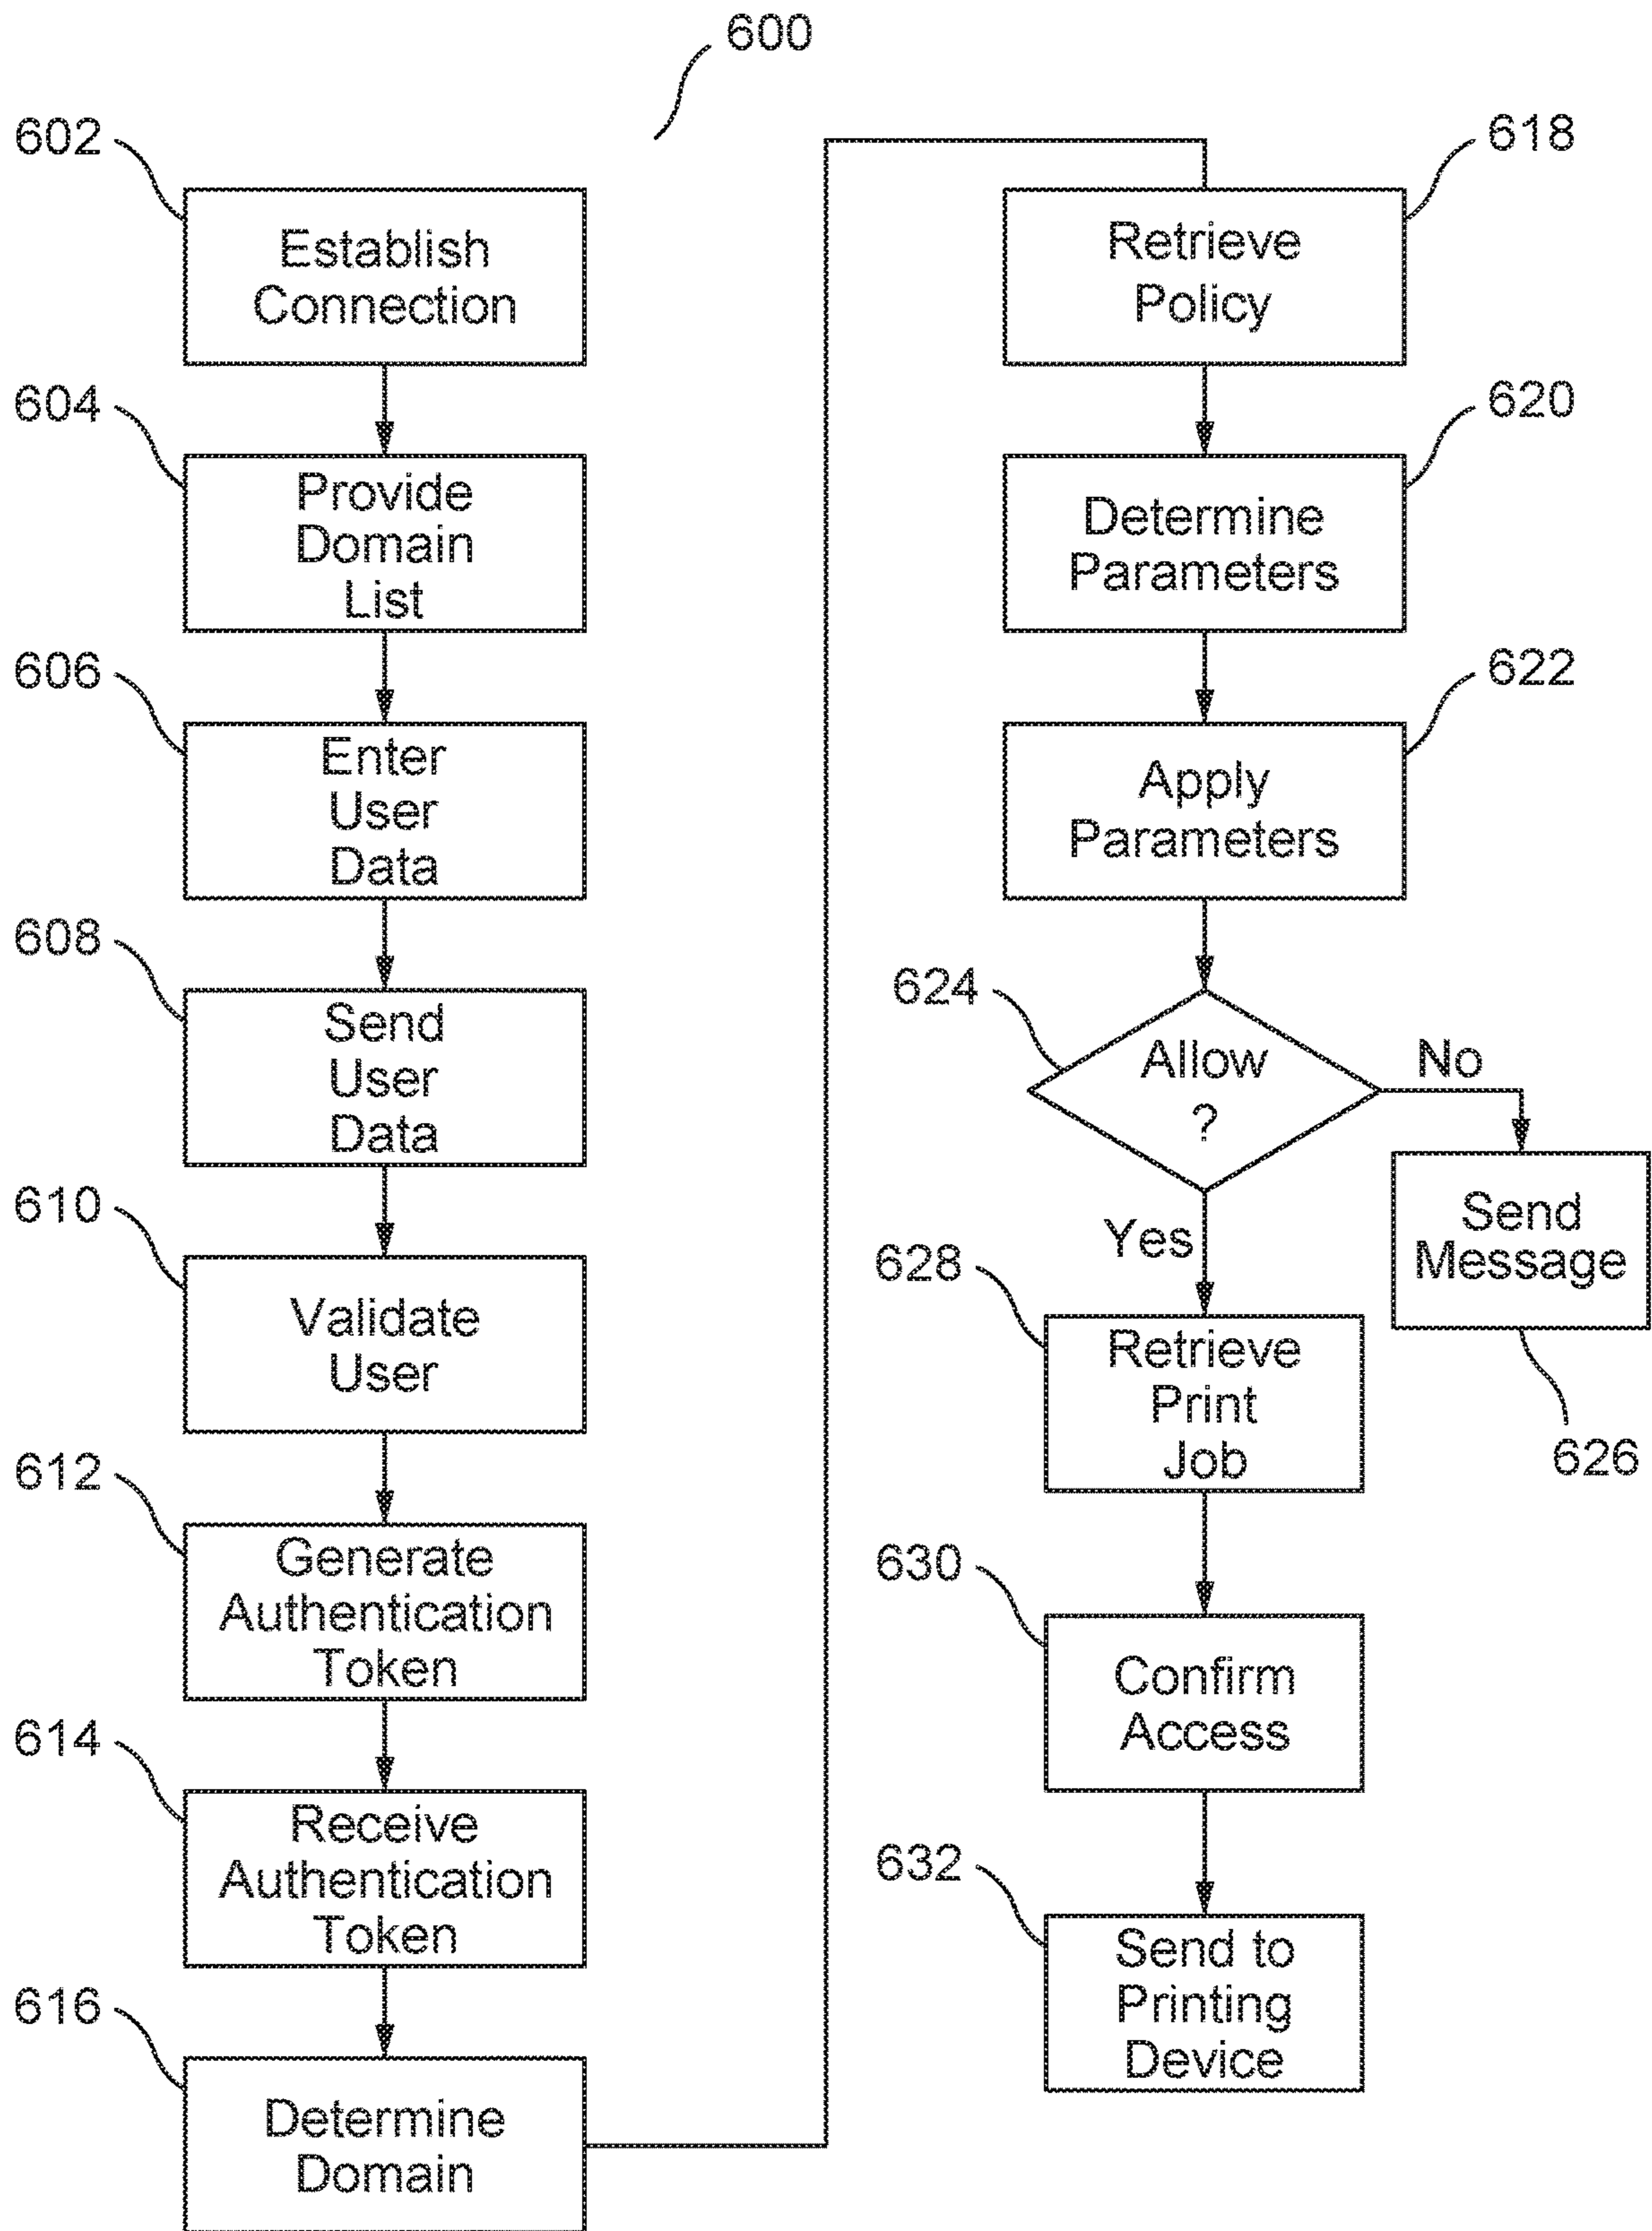 600
602
Establish
Connection
604
Provide
Domain
List
606
Enter
User
Data
608
Send
User
Data
610
Validate
User
612
Generate
Authentication
Token
614
Receive
Authentication
Token
616
Determine
Domain
618
Retrieve
Policy
620
Determine
Parameters
622
Apply
Parameters
624
Allow
?
No
Yes
Send
Message
626
628
Retrieve
Print
Job
630
Confirm
Access
632
Send to
Printing
Device